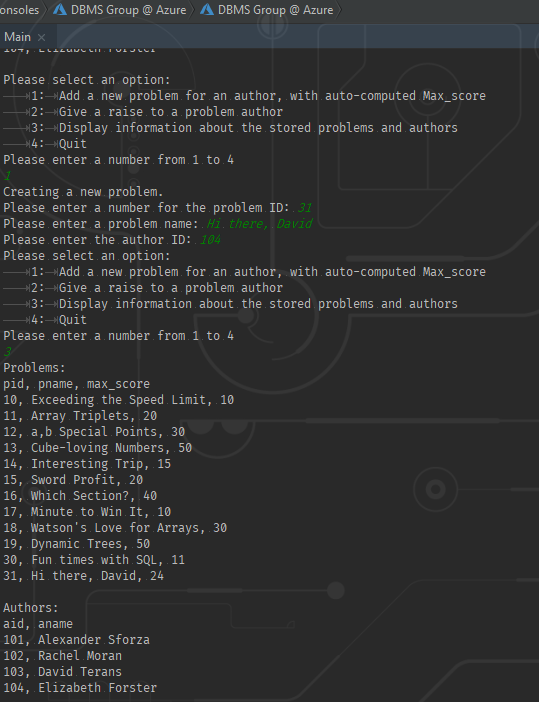 onsoles DBMS Group @ Azure DBMS Group @ Azure
Main ×
104, Elizabeth Forster
Please select an option:
1: Add a new problem for an author, with auto-computed Max_score
2: Give a raise to a problem author
3: Display information about the stored problems and authors
4: Quit
Please enter a number from 1 to 4
1
Creating a new problem.
Please enter a number for the problem ID: 31
Please enter a problem name: Hi there, David
Please enter the author ID: 104
Please select an option:
1: Add a new problem for an author, with auto-computed Max_score
2: Give a raise to a problem author
3: Display information about the stored problems and authors
4: Quit
Please enter a number from 1 to 4
3
Problems:
pid, pname, max_score
10, Exceeding the Speed Limit, 10
11, Array Triplets, 20
12, a,b Special Points, 30
13, Cube-loving Numbers, 50
14, Interesting Trip, 15
15, Sword Profit, 20
16, Which Section?, 40
17, Minute to Win It, 10
18, Watson's Love for Arrays, 30
19, Dynamic Trees, 50
30, Fun times with SQL, 11
31, Hi there, David, 24
Authors:
aid, aname
101, Alexander Sforza
102, Rachel Moran
103, David Terans
104, Elizabeth Forster